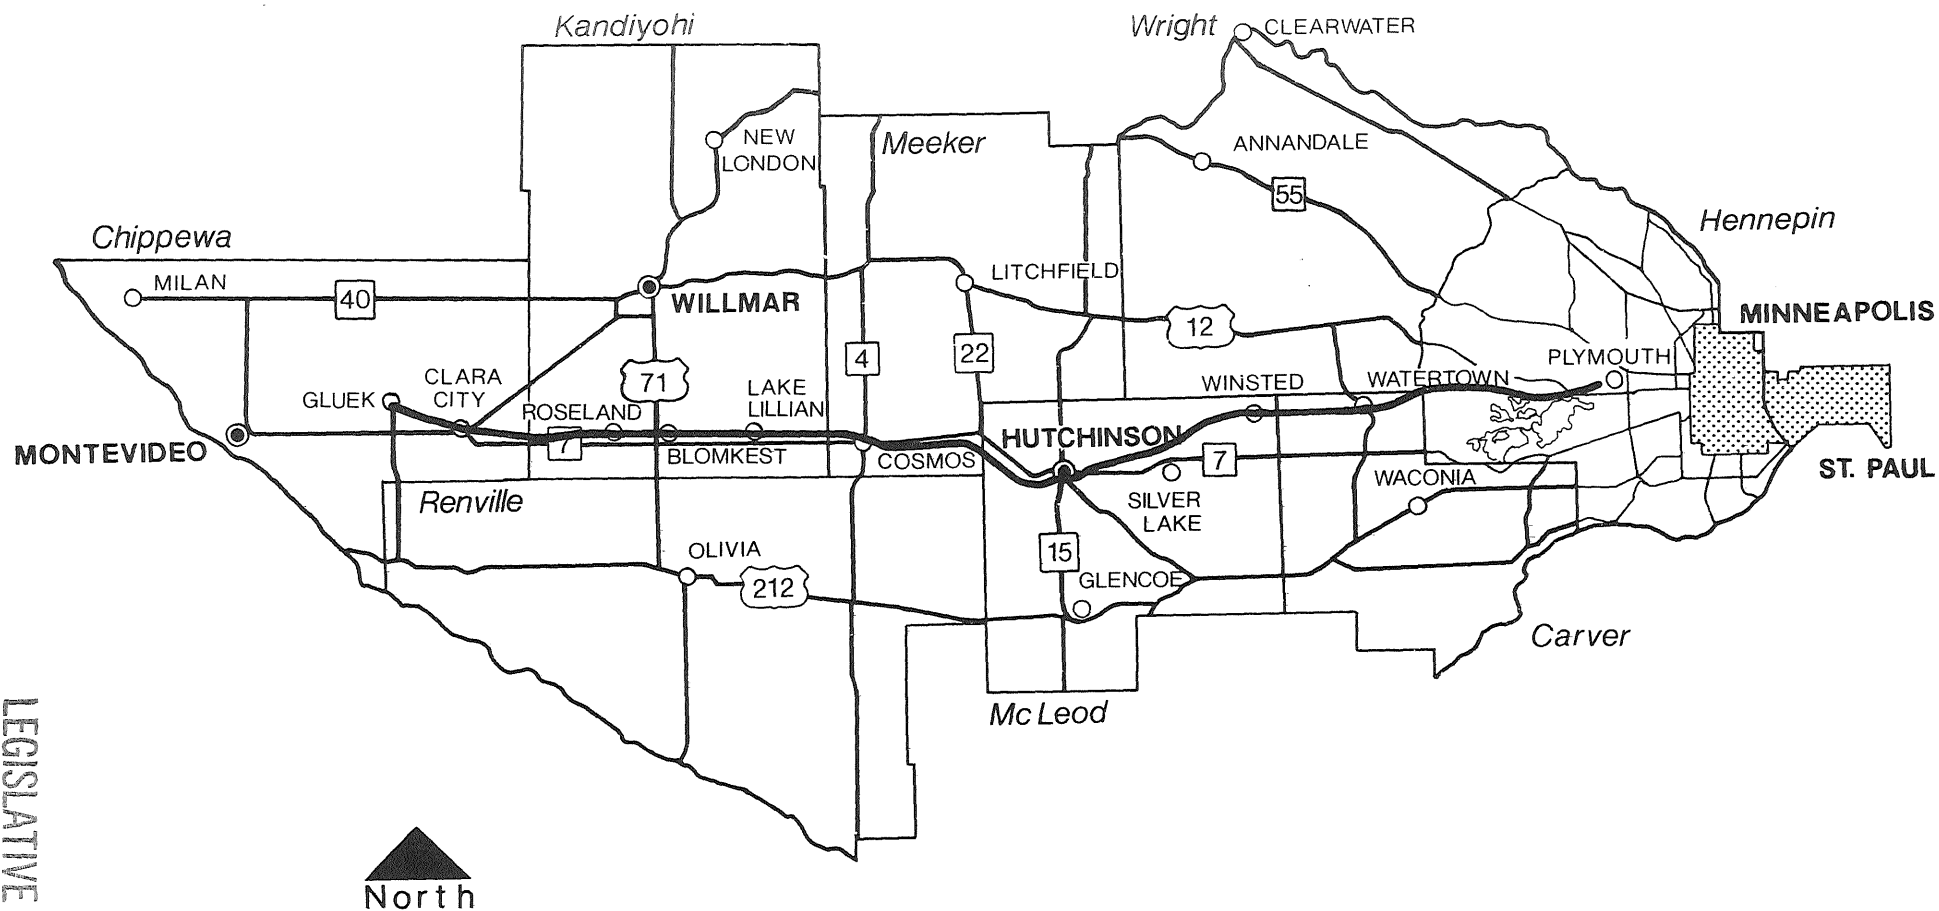 Kandiyohi
Wright
CLEARWATER
NEW
LONDON
Meeker
ANNANDALE
55
Hennepin
Chippewa
MILAN
40
WILLMAR
LITCHFIELD
12
MINNEAPOLIS
4
22
PLYMOUTH
71
GLUEK
CLARA
CITY
ROSELAND
LAKE
LILLIAN
WINSTED
WATERTOWN
MONTEVIDEO
7
BLOMKEST
COSMOS
HUTCHINSON
7
ST. PAUL
WACONIA
SILVER
LAKE
Renville
OLIVIA
212
15
GLENCOE
Carver
Mc Leod
LEGISLATIVE
North